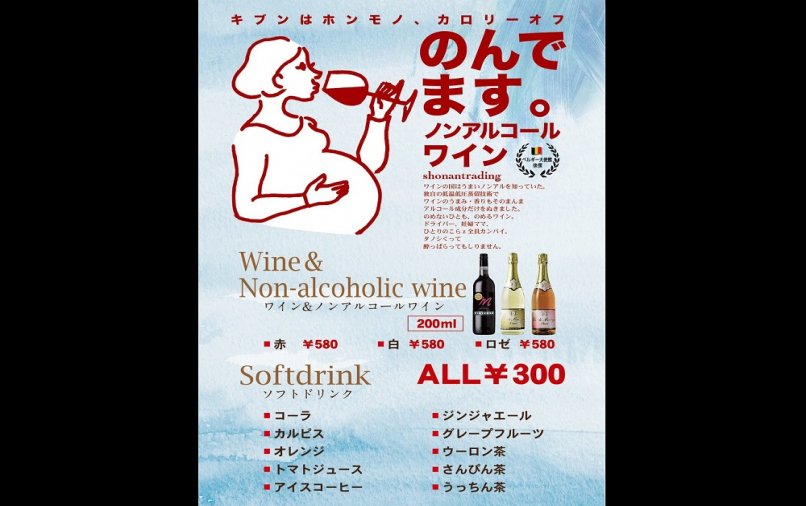 キブンはホンモノ、カロリーオフ
のんで
ます。
ノンアルコール
ワイン
ベルギー大使館
後援
shonantrading
ワインの国はうまいノンアルを知っていた。
独自の低温低圧蒸留技術で
ワインのうまみ・香りもそのまんま
アルコール成分だけをぬきました。
のめないひとも、のめるワイン。
ドライバー、妊婦ママ、
ひとりのこらず全員カンパイ。
タノシくって
酔っぱらってもしりません。
Wine &
Non-alcoholic wine
ワイン&ノンアルコールワイン
200ml
赤 ￥580 白 ￥580 ロゼ ￥580
Softdrink ALL￥300
ソフトドリンク
コーラ
カルピス
オレンジ
トマトジュース
アイスコーヒー
ジンジャエール
グレープフルーツ
ウーロン茶
さんぴん茶
うっちん茶